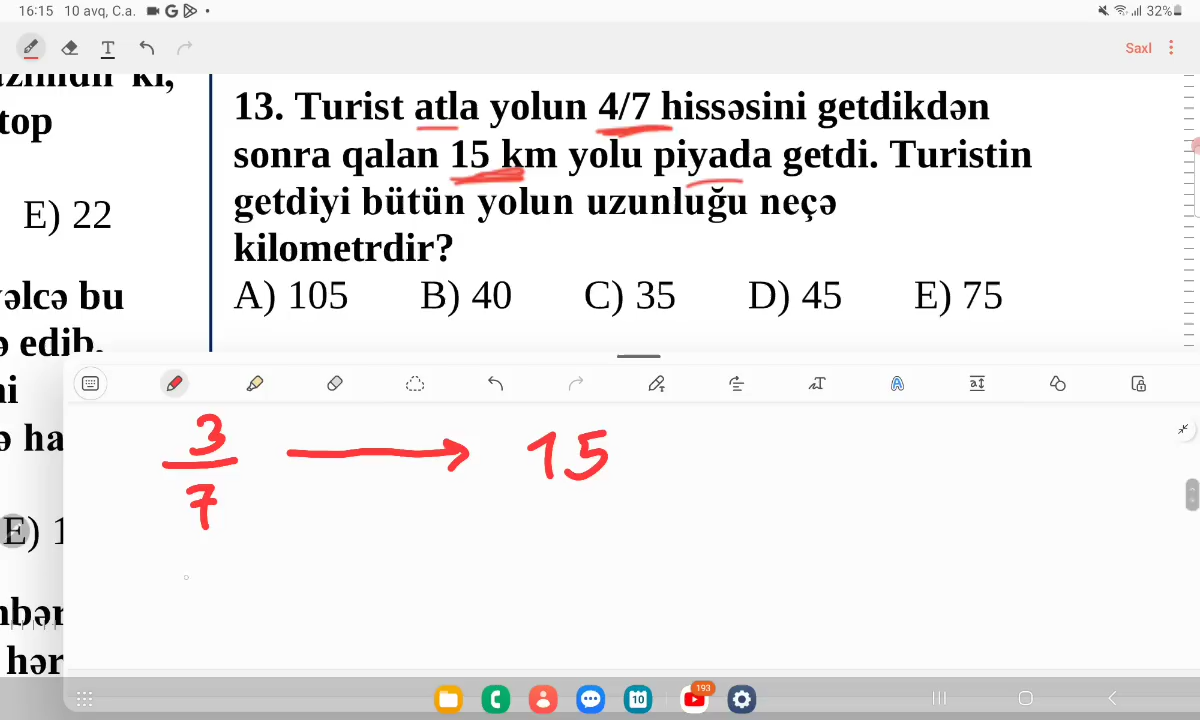 16:15 10 avq, C.a.
32%
Saxl
top
E) 22
əlcə bu
ə edib.
13. Turist atla yolun 4/7 hissəsini getdikdən
sonra qalan 15 km yolu piyada getdi. Turistin
getdiyi bütün yolun uzunluğu neçə
kilometrdir?
A) 105 B) 40 C) 35 D) 45 E) 75
3/7 → 15
E) 1
hər
193
10